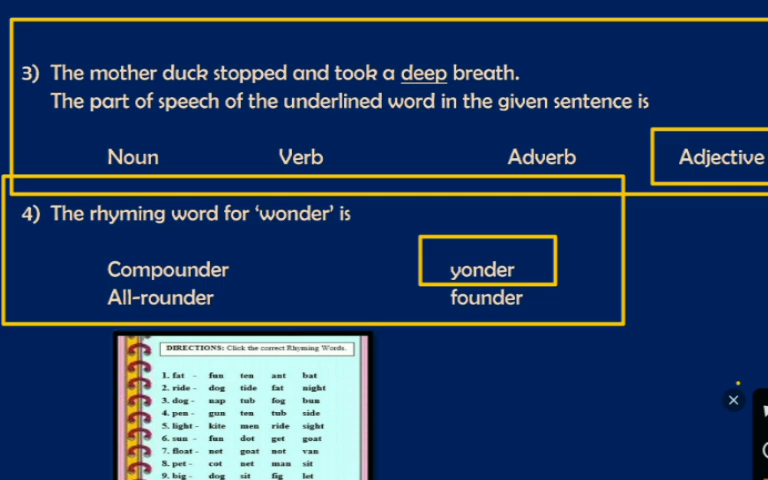 3) The mother duck stopped and took a deep breath.
The part of speech of the underlined word in the given sentence is
Noun Verb Adverb Adjective
4) The rhyming word for ‘wonder’ is
Compounder yonder
All-rounder founder
DIRECTIONS: Click the correct Rhyming Words.
1. fat - fun ten ant bat
2. ride - dog tide fat night
3. dog - nap tub fog bun
4. pen - gun ten tub side
5. light - kite men ride sight
6. sun - fun dot get goat
7. float - net goat not van
8. pet - cot net man sit
9. big - dog sit fig let